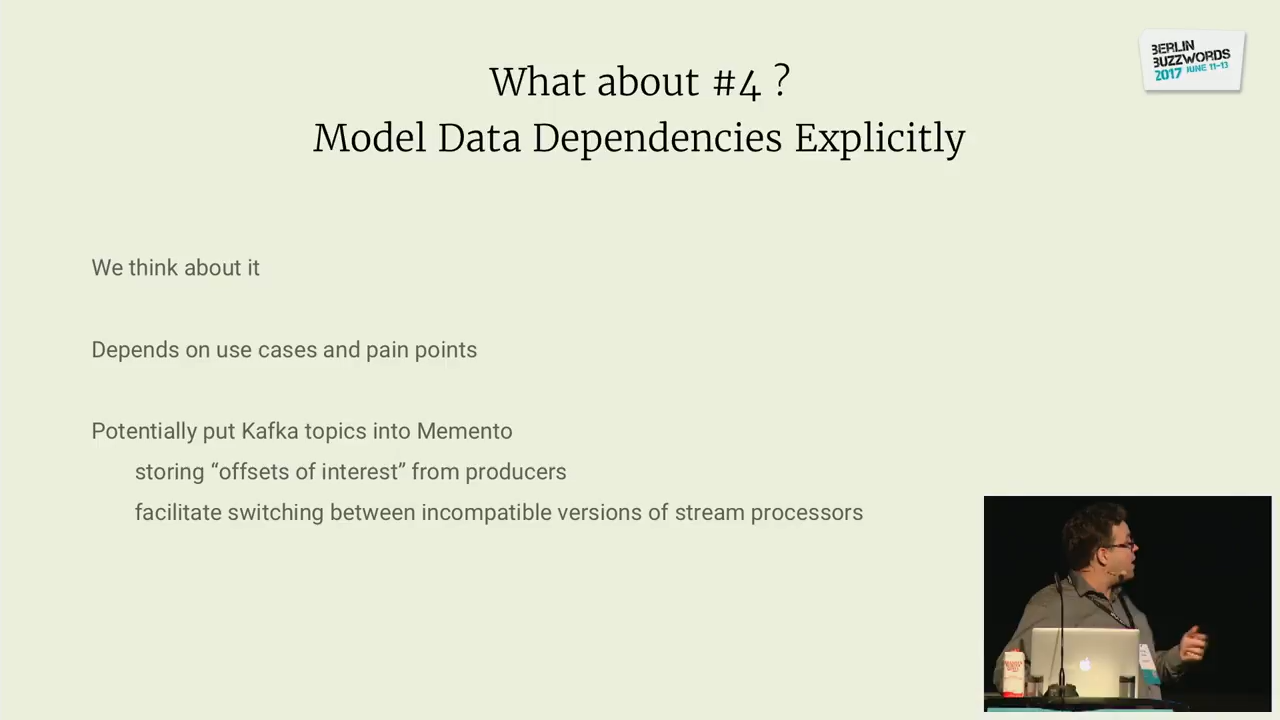 What about #4 ?
Model Data Dependencies Explicitly
BERLIN
BUZZWORDS
2017 JUNE 11-13
We think about it
Depends on use cases and pain points
Potentially put Kafka topics into Memento
storing “offsets of interest” from producers
facilitate switching between incompatible versions of stream processors